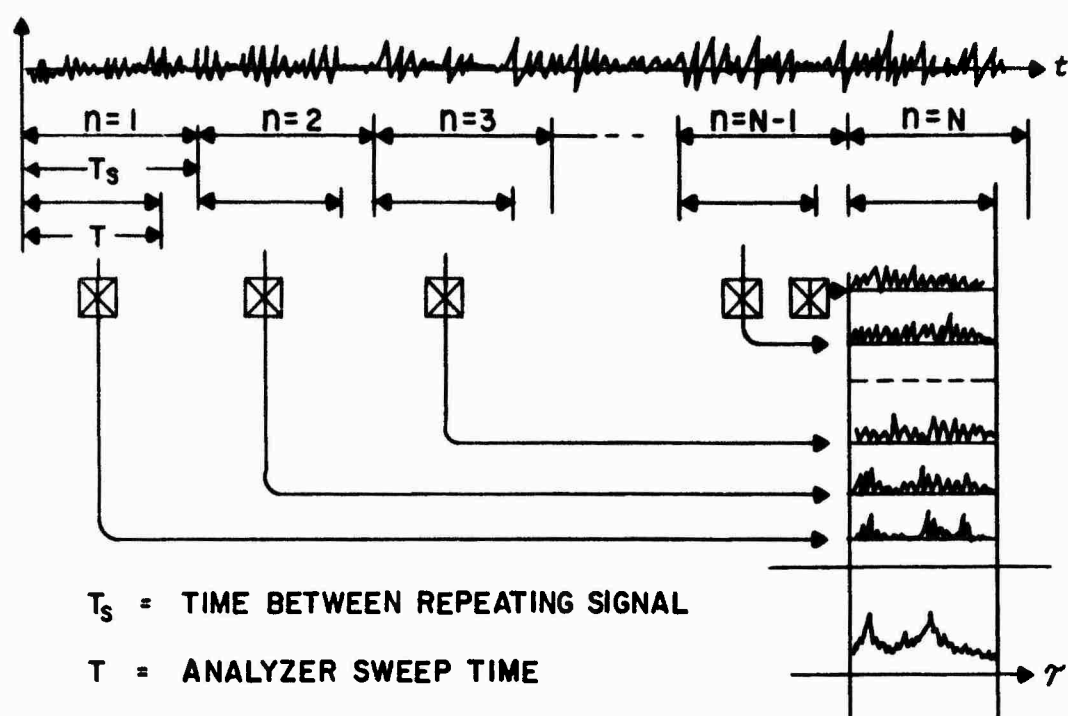 t
n=1 n=2 n=3 n=N-1 n=N
Ts
T
Ts = TIME BETWEEN REPEATING SIGNAL
T = ANALYZER SWEEP TIME
τ